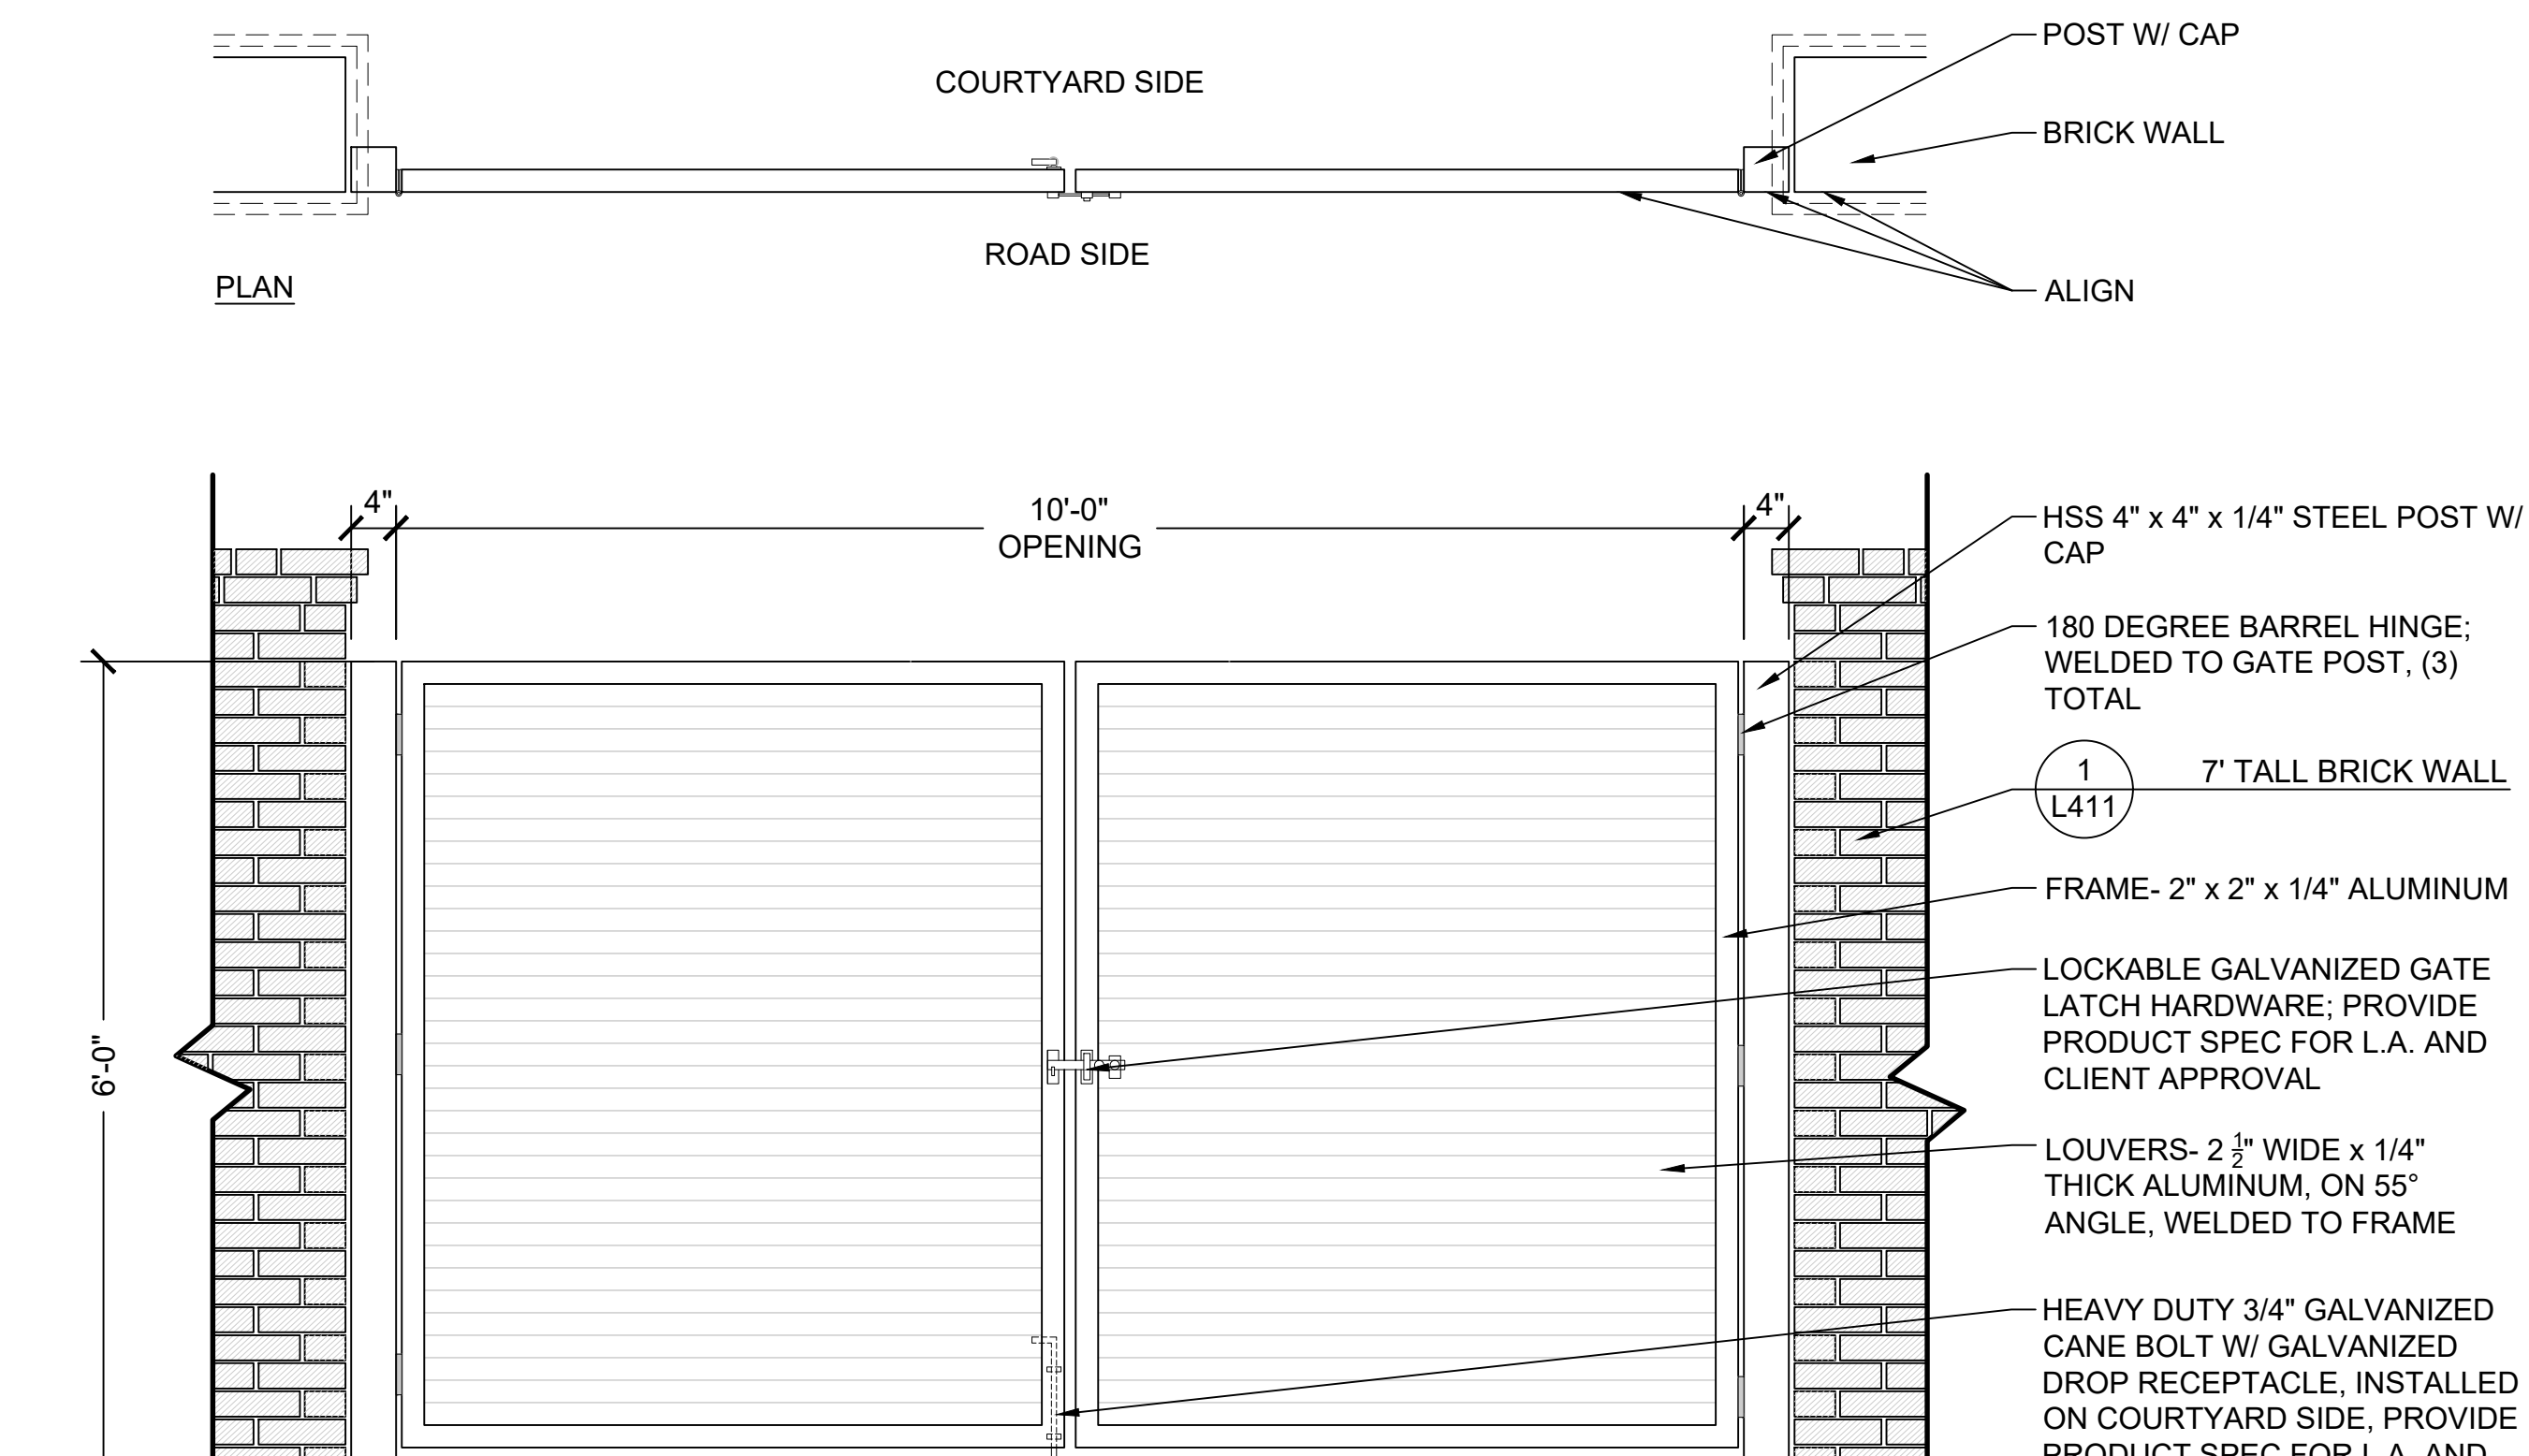 POST W/ CAP
COURTYARD SIDE
BRICK WALL
ROAD SIDE
PLAN
ALIGN
4"
10'-0"
OPENING
4"
HSS 4" x 4" x 1/4" STEEL POST W/
CAP
180 DEGREE BARREL HINGE;
WELDED TO GATE POST, (3)
TOTAL
1
L411
7' TALL BRICK WALL
FRAME- 2" x 2" x 1/4" ALUMINUM
LOCKABLE GALVANIZED GATE
LATCH HARDWARE; PROVIDE
PRODUCT SPEC FOR L.A. AND
CLIENT APPROVAL
6'-0"
LOUVERS- 2 1/2" WIDE x 1/4"
THICK ALUMINUM, ON 55°
ANGLE, WELDED TO FRAME
HEAVY DUTY 3/4" GALVANIZED
CANE BOLT W/ GALVANIZED
DROP RECEPTACLE, INSTALLED
ON COURTYARD SIDE, PROVIDE
PRODUCT SPEC FOR L.A. AND